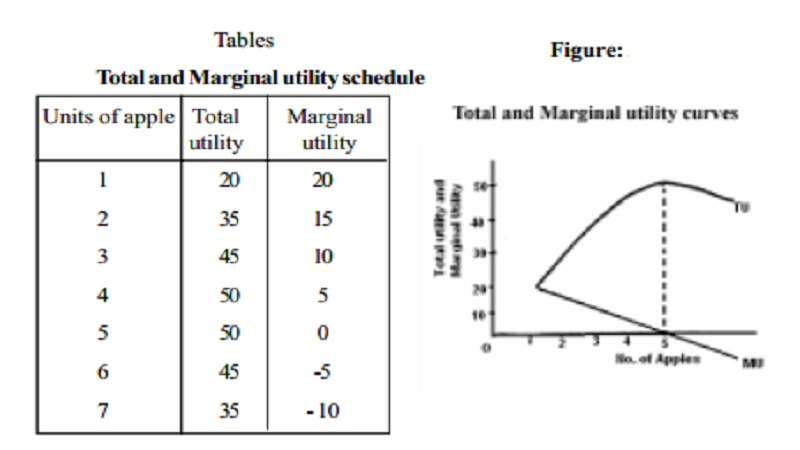 Tables
Total and Marginal utility schedule
Units of apple Total utility Marginal utility
1 20 20
2 35 15
3 45 10
4 50 5
5 50 0
6 45 -5
7 35 - 10
Figure:
Total and Marginal utility curves
Total utility and
Marginal Utility
50
40
30
20
10
0
1 2 3 4 5
No. of Apples
TU
MU